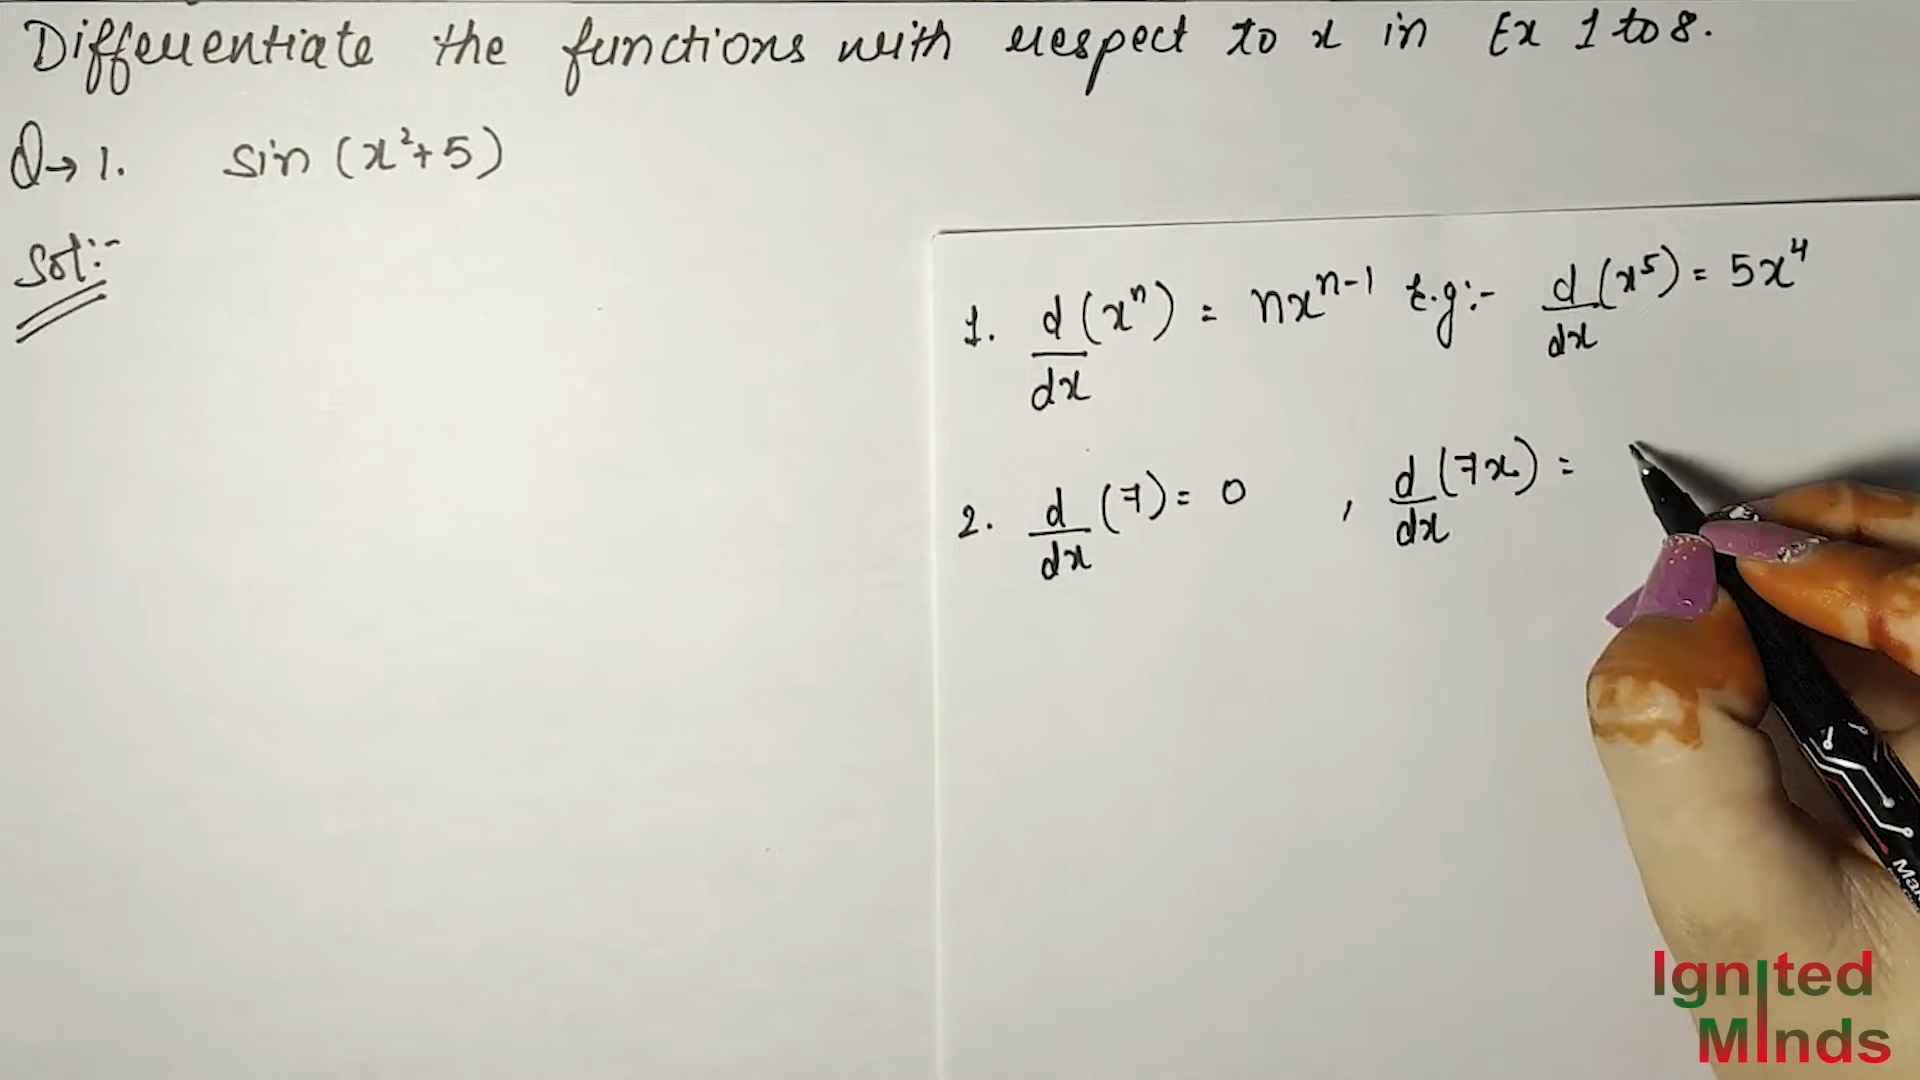 Differentiate the functions with respect to x in Ex 1 to 8.
Q→ 1. sin (x²+5)
Sol:-
1. d/dx (xⁿ) = nxⁿ⁻¹ E.g:- d/dx (x⁵) = 5x⁴
2. d/dx (7) = 0 , d/dx (7x) =
Ignited
Minds